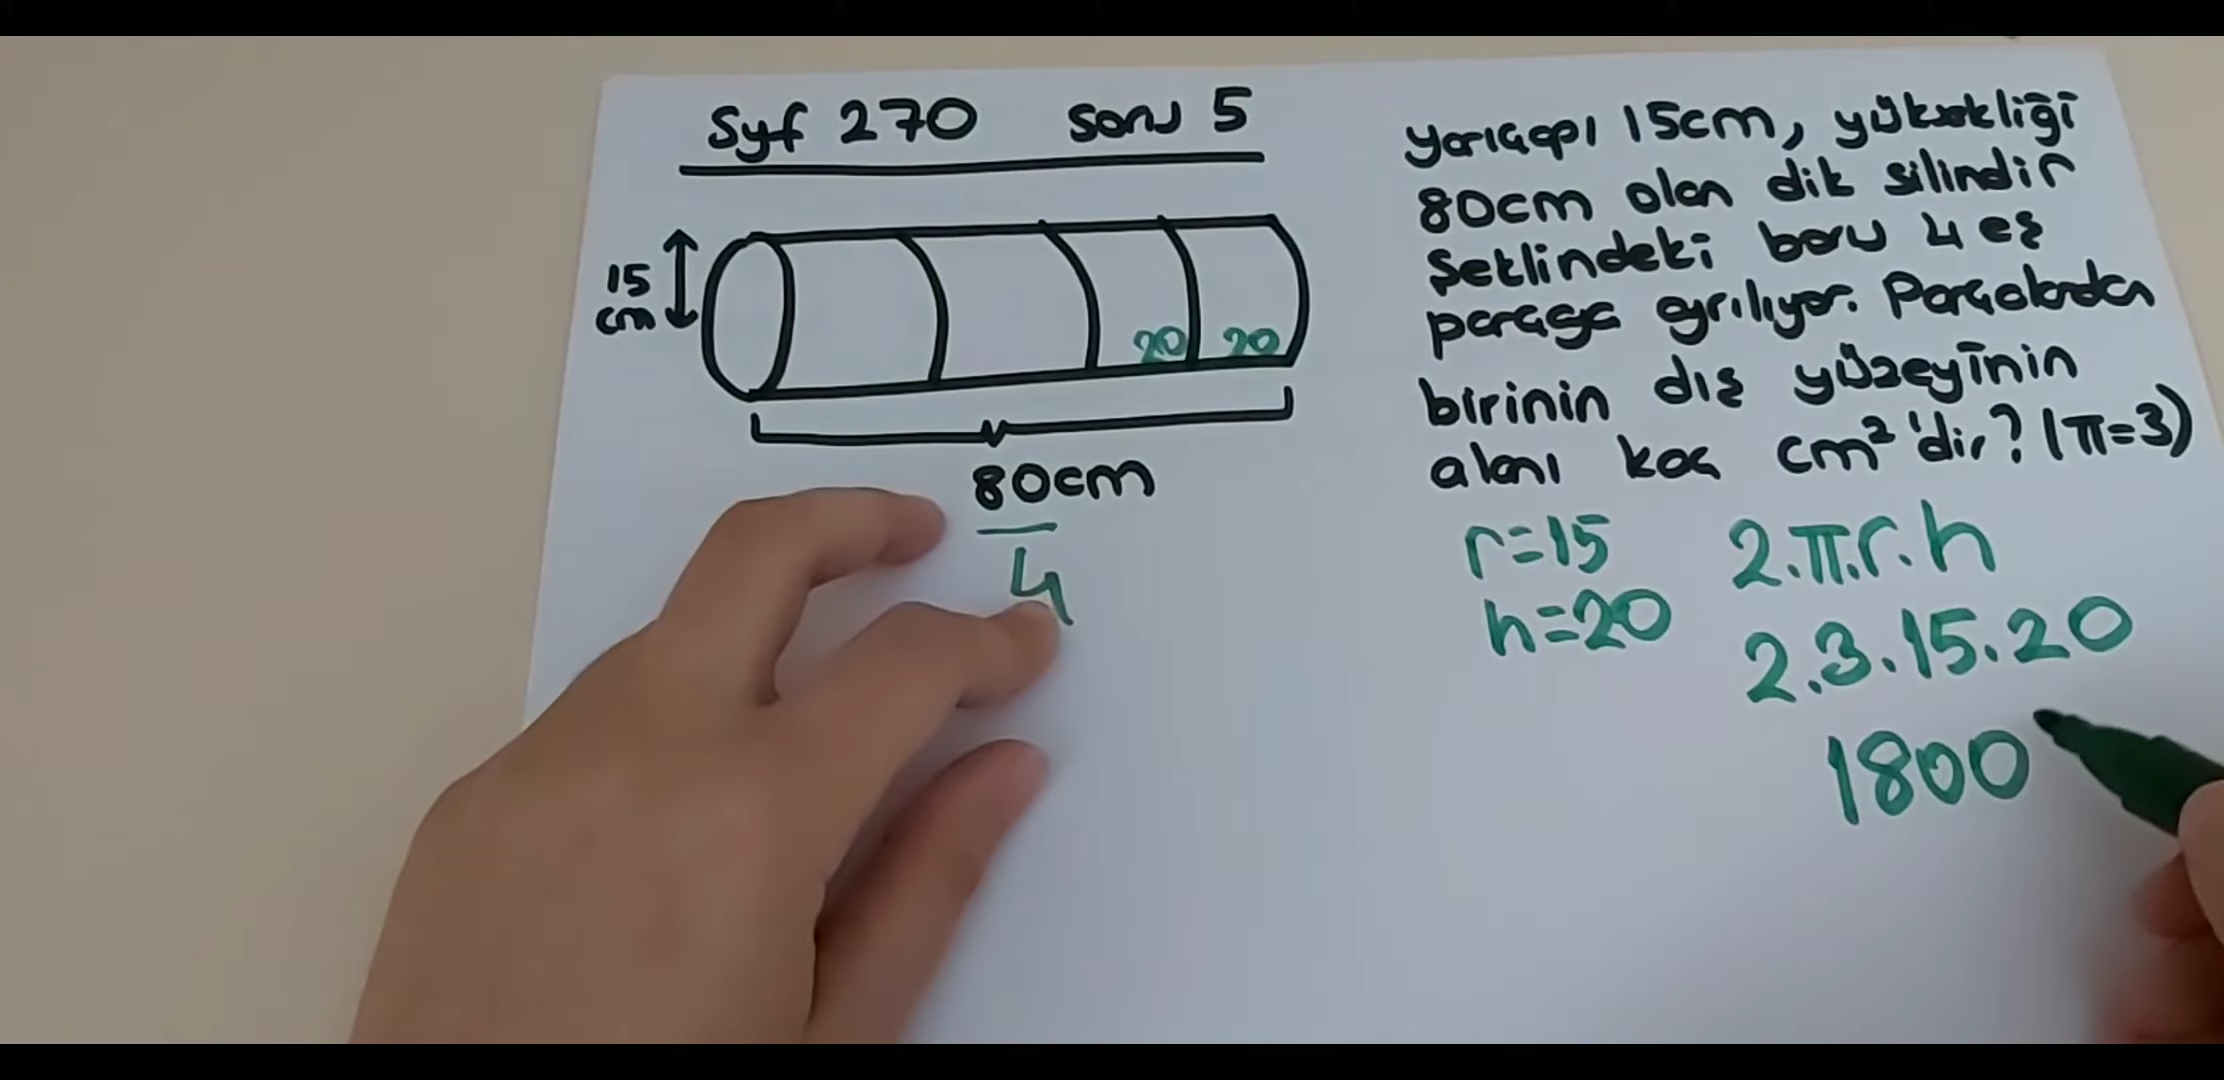 Syf 270 soru 5
15
cm
20 20
80cm
4
yarıçapı 15cm, yüksekliği
80cm olan dik silindir
şeklindeki boru 4 eş
parçaya ayrılıyor. Parçalardan
birinin dış yüzeyinin
alanı kaç cm²'dir? (π=3)
r=15
h=20
2.π.r.h
2.3.15.20
1800